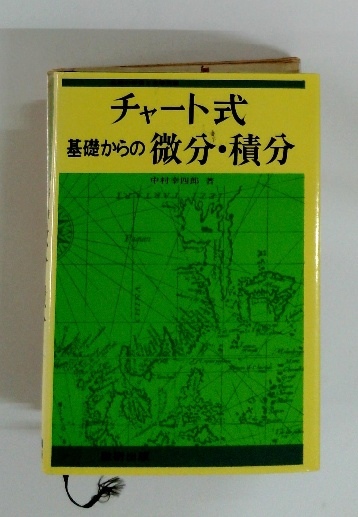 チャート式
基礎からの 微分・積分
中村幸四郎 著